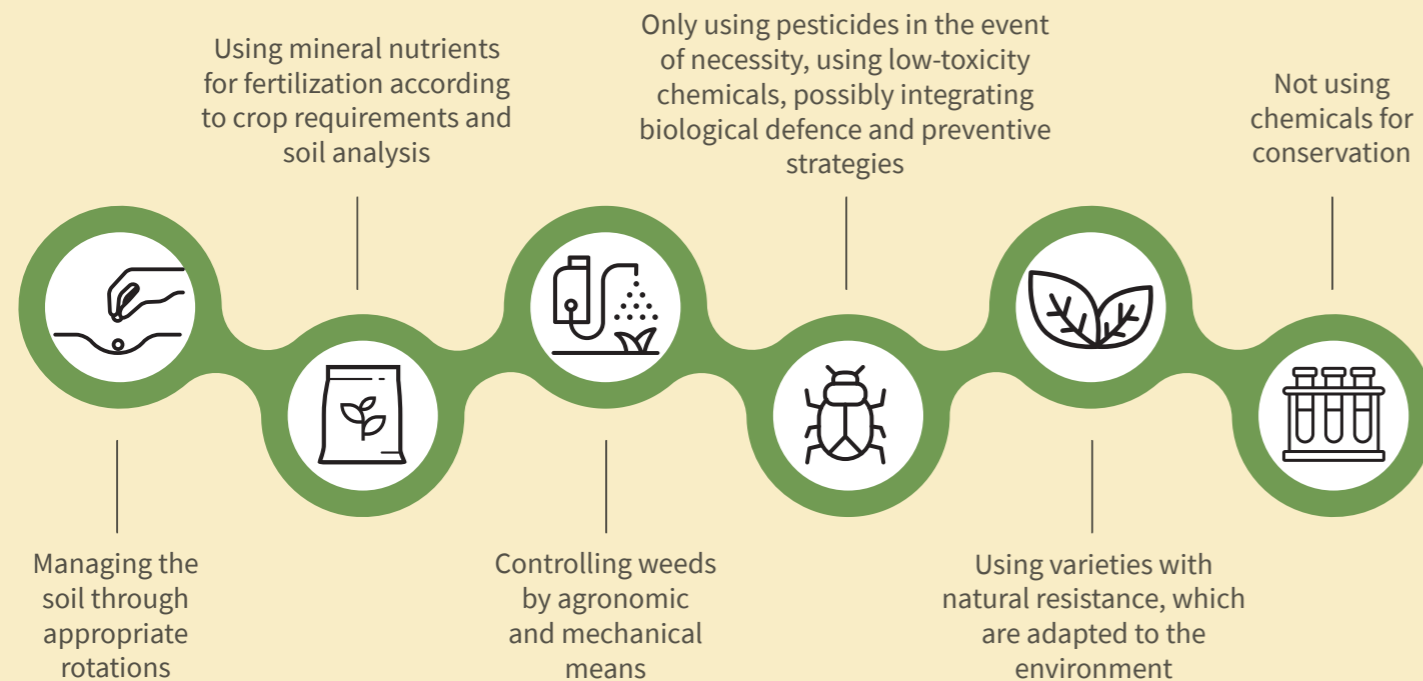 Managing the
soil through
appropriate
rotations
Using mineral nutrients
for fertilization according
to crop requirements and
soil analysis
Controlling weeds
by agronomic
and mechanical
means
Only using pesticides in the event
of necessity, using low-toxicity
chemicals, possibly integrating
biological defence and preventive
strategies
Using varieties with
natural resistance, which
are adapted to the
environment
Not using
chemicals for
conservation